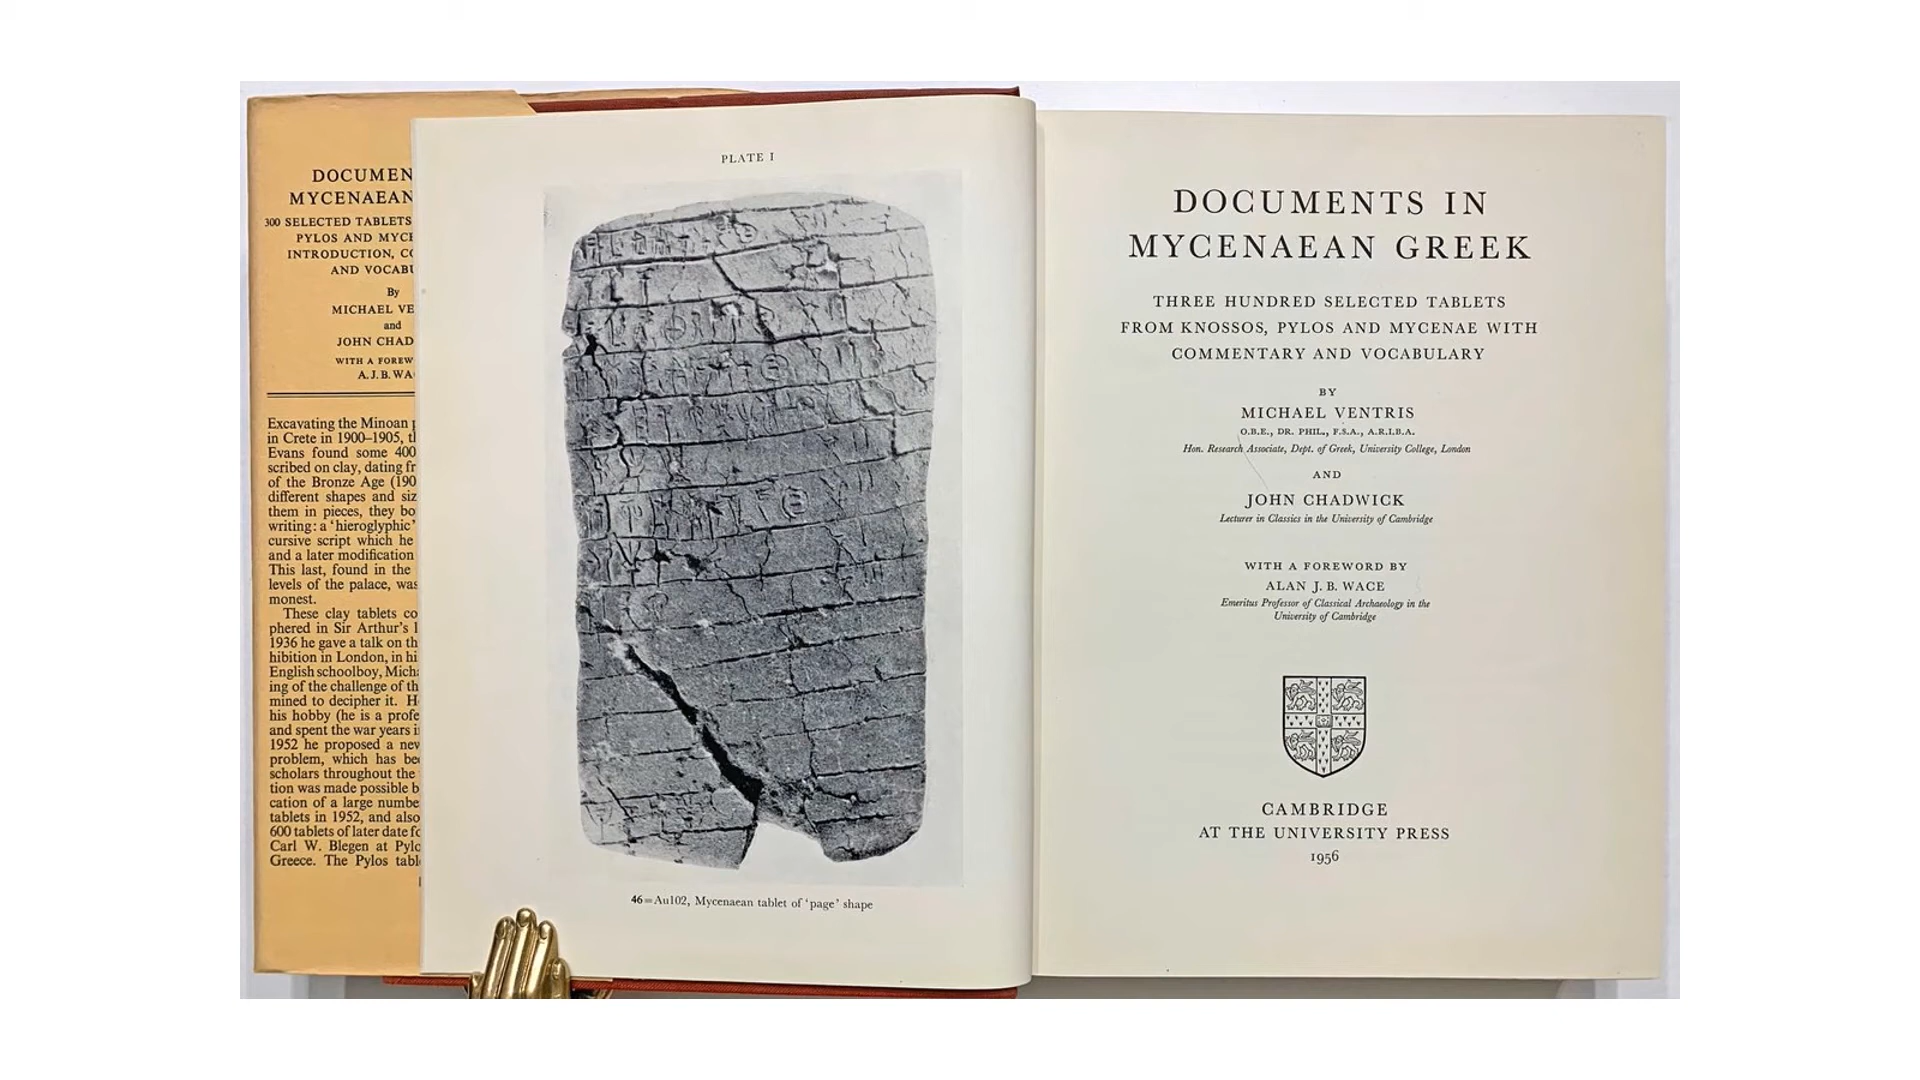 DOCUMEN
MYCENAEAN
300 SELECTED TABLETS
PYLOS AND MYCE
INTRODUCTION, CO
AND VOCABU
By
MICHAEL VE
and
JOHN CHAD
WITH A FOREW
A.J.B. WA
Excavating the Minoan p
in Crete in 1900–1905, th
Evans found some 400
scribed on clay, dating fr
of the Bronze Age (190
different shapes and siz
them in pieces, they bo
writing: a ‘hieroglyphic’
cursive script which he
and a later modification
This last, found in the
levels of the palace, was
monest.
These clay tablets co
phered in Sir Arthur's l
1936 he gave a talk on th
hibition in London, in hi
English schoolboy, Micha
ing of the challenge of th
mined to decipher it. H
his hobby (he is a profe
and spent the war years i
1952 he proposed a new
problem, which has bee
scholars throughout the
tion was made possible b
cation of a large numbe
tablets in 1952, and also
600 tablets of later date fo
Carl W. Blegen at Pylo
Greece. The Pylos tabl
PLATE I
46=Au102, Mycenaean tablet of ‘page’ shape
DOCUMENTS IN
MYCENAEAN GREEK
THREE HUNDRED SELECTED TABLETS
FROM KNOSSOS, PYLOS AND MYCENAE WITH
COMMENTARY AND VOCABULARY
BY
MICHAEL VENTRIS
O.B.E., DR. PHIL., F.S.A., A.R.I.B.A.
Hon. Research Associate, Dept. of Greek, University College, London
AND
JOHN CHADWICK
Lecturer in Classics in the University of Cambridge
WITH A FOREWORD BY
ALAN J. B. WACE
Emeritus Professor of Classical Archaeology in the
University of Cambridge
CAMBRIDGE
AT THE UNIVERSITY PRESS
1956